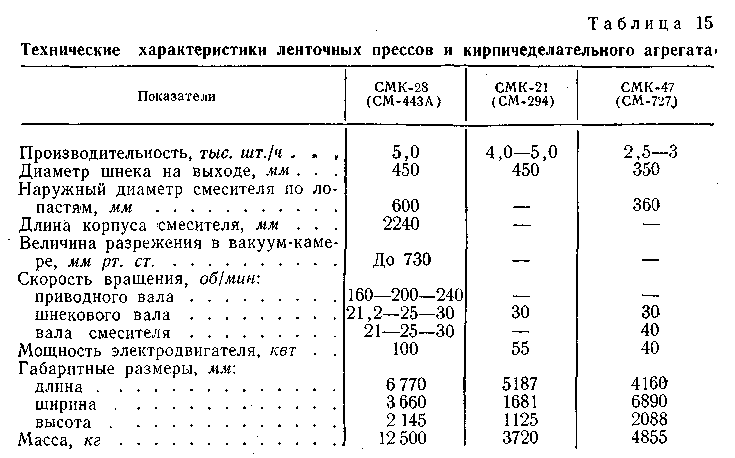 Таблица 15
Технические характеристики ленточных прессов и кирпичеделательного агрегата
Показатели СМК-28 СМК-21 СМК-47
(СМ-443А) (СМ-294) (СМ-727)
Производительность, тыс. шт./ч . . . 5,0 4,0—5,0 2,5—3
Диаметр шнека на выходе, мм . . . 450 450 350
Наружный диаметр смесителя по ло-
пастям, мм . . . . . . . . . . . 600 — 360
Длина корпуса смесителя, мм . . . 2240 — —
Величина разрежения в вакуум-каме-
ре, мм рт. ст. . . . . . . . . . . До 730 — —
Скорость вращения, об/мин:
приводного вала . . . . . . . . . 160—200—240 — —
шнекового вала . . . . . . . . . 21,2—25—30 30 30
вала смесителя . . . . . . . . . 21—25—30 — 40
Мощность электродвигателя, квт . . 100 55 40
Габаритные размеры, мм:
длина . . . . . . . . . . . . . . 6 770 5187 4160
ширина . . . . . . . . . . . . . 3 660 1681 6890
высота . . . . . . . . . . . . . 2 145 1125 2088
Масса, кг . . . . . . . . . . . . . 12 500 3720 4855